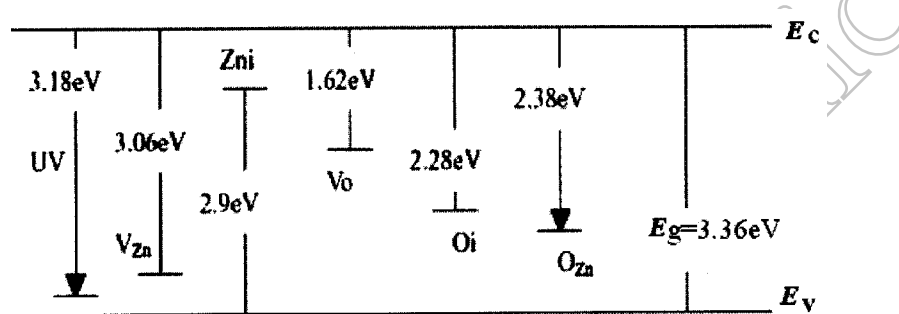 Ec
Zni
3.18eV
1.62eV
2.38eV
3.06eV
UV
2.28eV
Vo
2.9eV
VZn
Oi
Eg=3.36eV
OZn
Ev